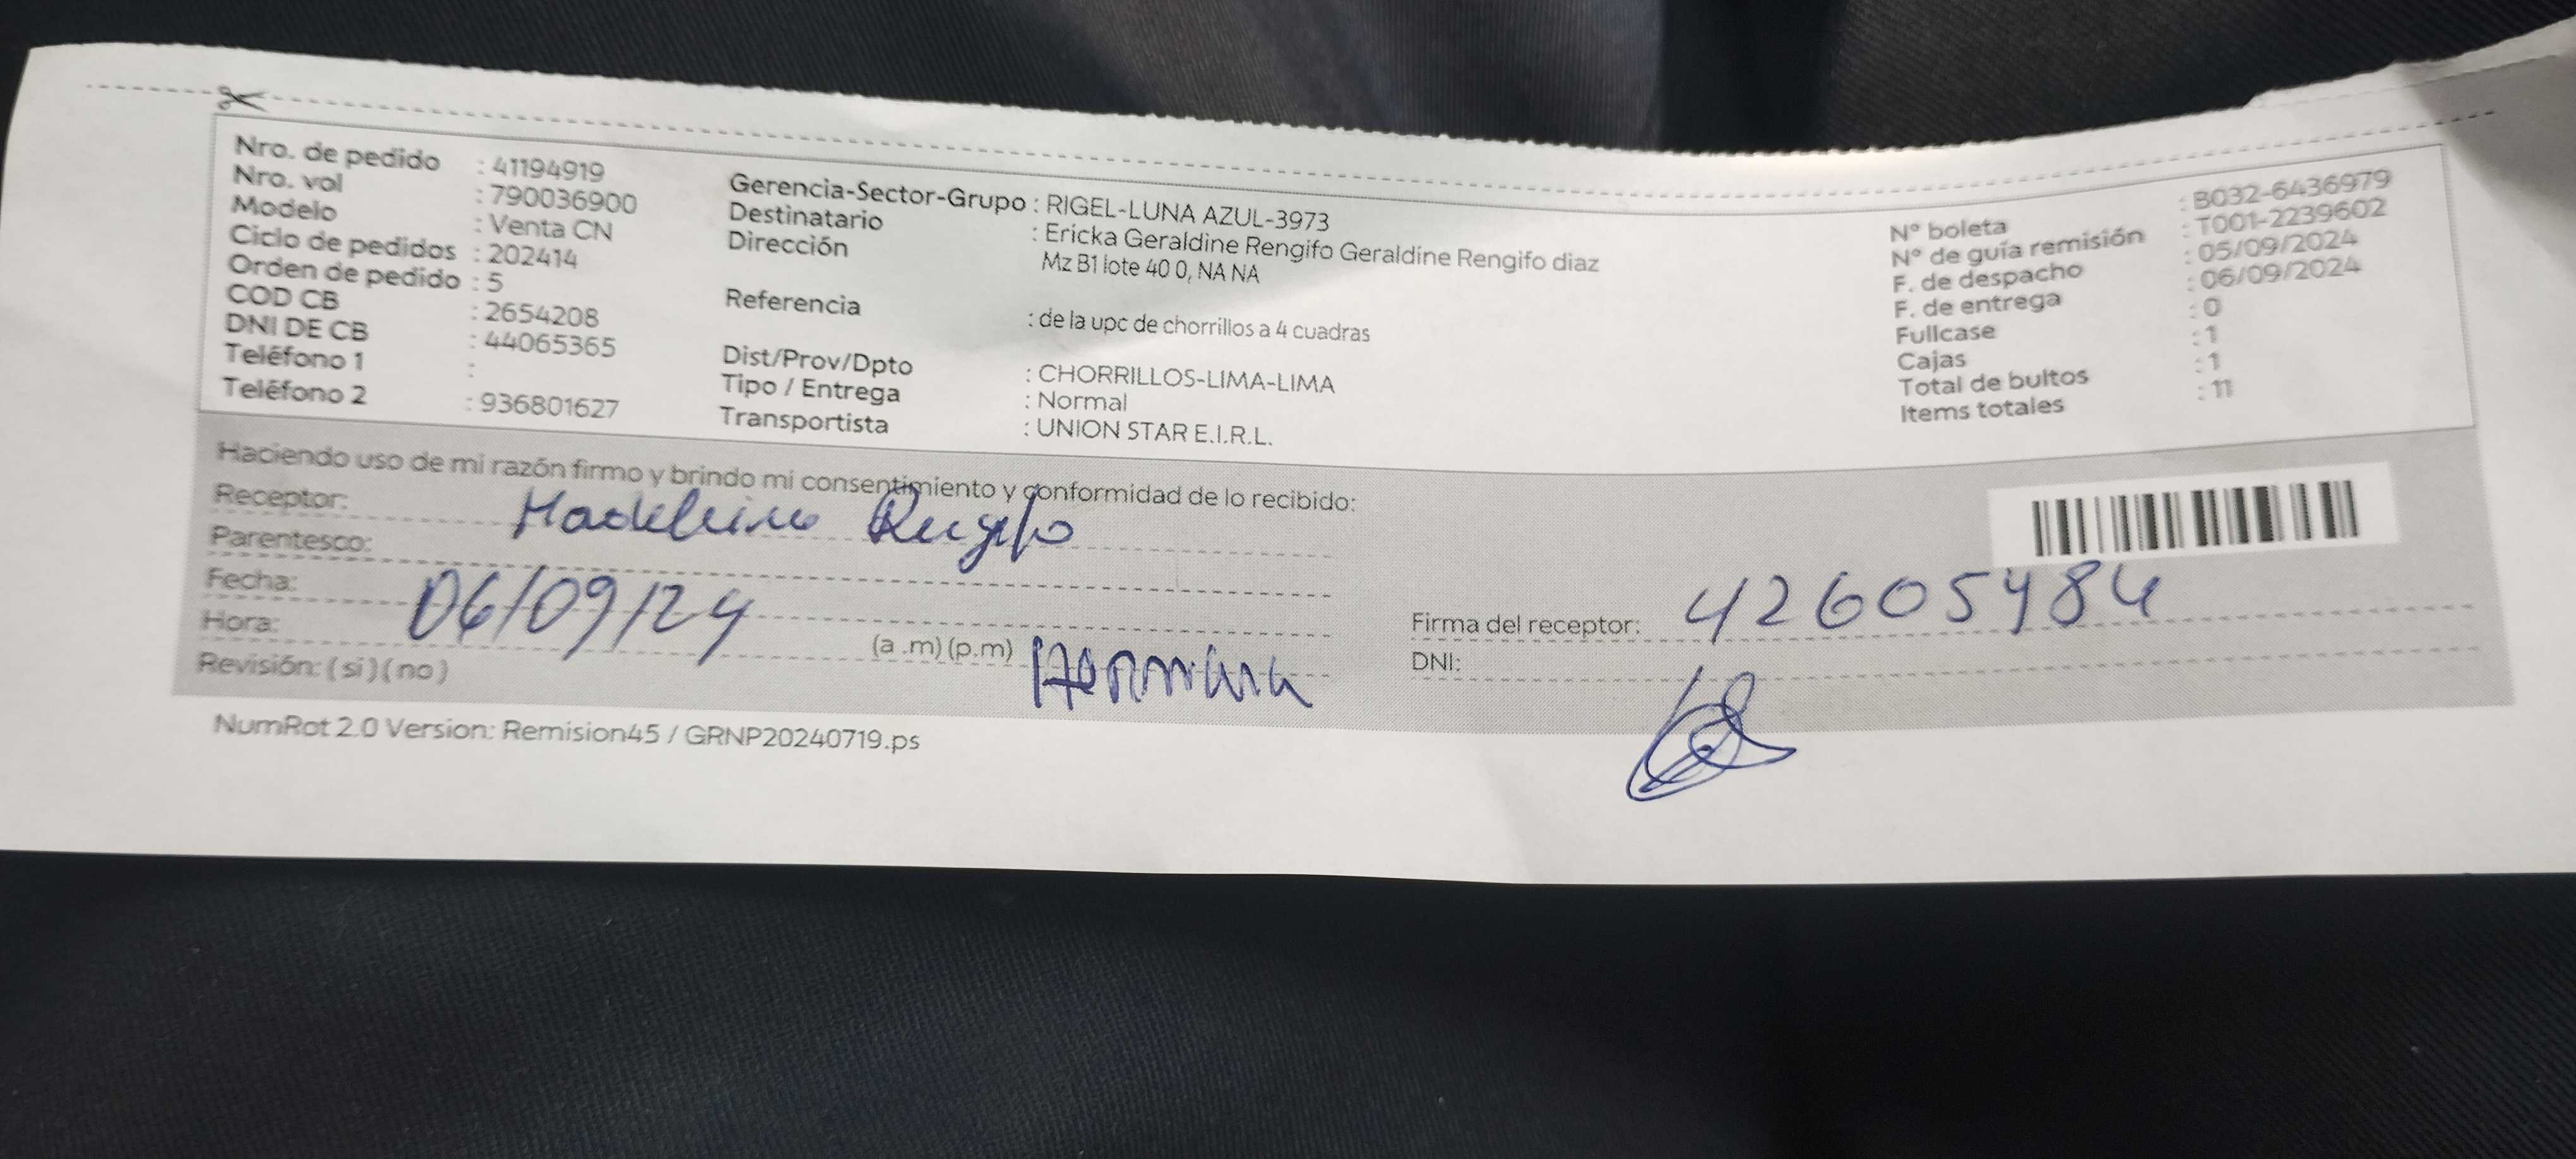 Nro. de pedido : 41194919
Nro. vol : 790036900
Modelo : Venta CN
Ciclo de pedidos : 202414
Orden de pedido : 5
COD CB : 2654208
DNI DE CB : 44065365
Teléfono 1 :
Teléfono 2 : 936801627
Gerencia-Sector-Grupo : RIGEL-LUNA AZUL-3973
Destinatario : Ericka Geraldine Rengifo Geraldine Rengifo diaz
Dirección Mz B1 lote 40 0, NA NA
Referencia : de la upc de chorrillos a 4 cuadras
Dist/Prov/Dpto : CHORRILLOS-LIMA-LIMA
Tipo / Entrega : Normal
Transportista : UNION STAR E.I.R.L.
N° boleta : B032-6436979
N° de guía remisión : T001-2239602
F. de despacho : 05/09/2024
F. de entrega : 06/09/2024
Fullcase : 0
Cajas : 1
Total de bultos : 1
Items totales : 11
Haciendo uso de mi razón firmo y brindo mi consentimiento y conformidad de lo recibido:
Receptor: Madeleine Rengifo
Parentesco:
Fecha: 06/09/24
Hora: (a .m) (p.m) Hermana
Revisión: ( si ) ( no )
Firma del receptor: 42605484
DNI:
NumRot 2.0 Version: Remision45 / GRNP20240719.ps